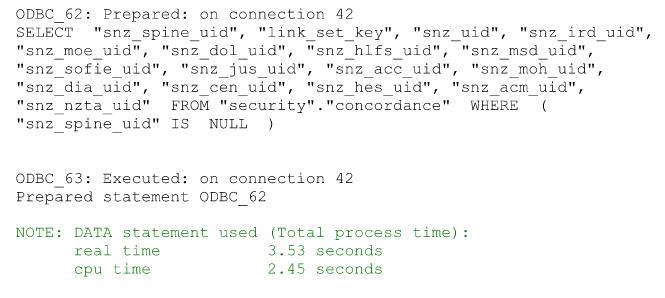 ODBC_62: Prepared: on connection 42
SELECT  "snz_spine_uid", "link_set_key", "snz_uid", "snz_ird_uid",
"snz_moe_uid", "snz_dol_uid", "snz_hlfs_uid", "snz_msd_uid",
"snz_sofie_uid", "snz_jus_uid", "snz_acc_uid", "snz_moh_uid",
"snz_dia_uid", "snz_cen_uid", "snz_hes_uid", "snz_acm_uid",
"snz_nzta_uid"  FROM "security"."concordance"  WHERE  (
"snz_spine_uid" IS  NULL  )
ODBC_63: Executed: on connection 42
Prepared statement ODBC_62
NOTE: DATA statement used (Total process time):
real time           3.53 seconds
cpu time            2.45 seconds